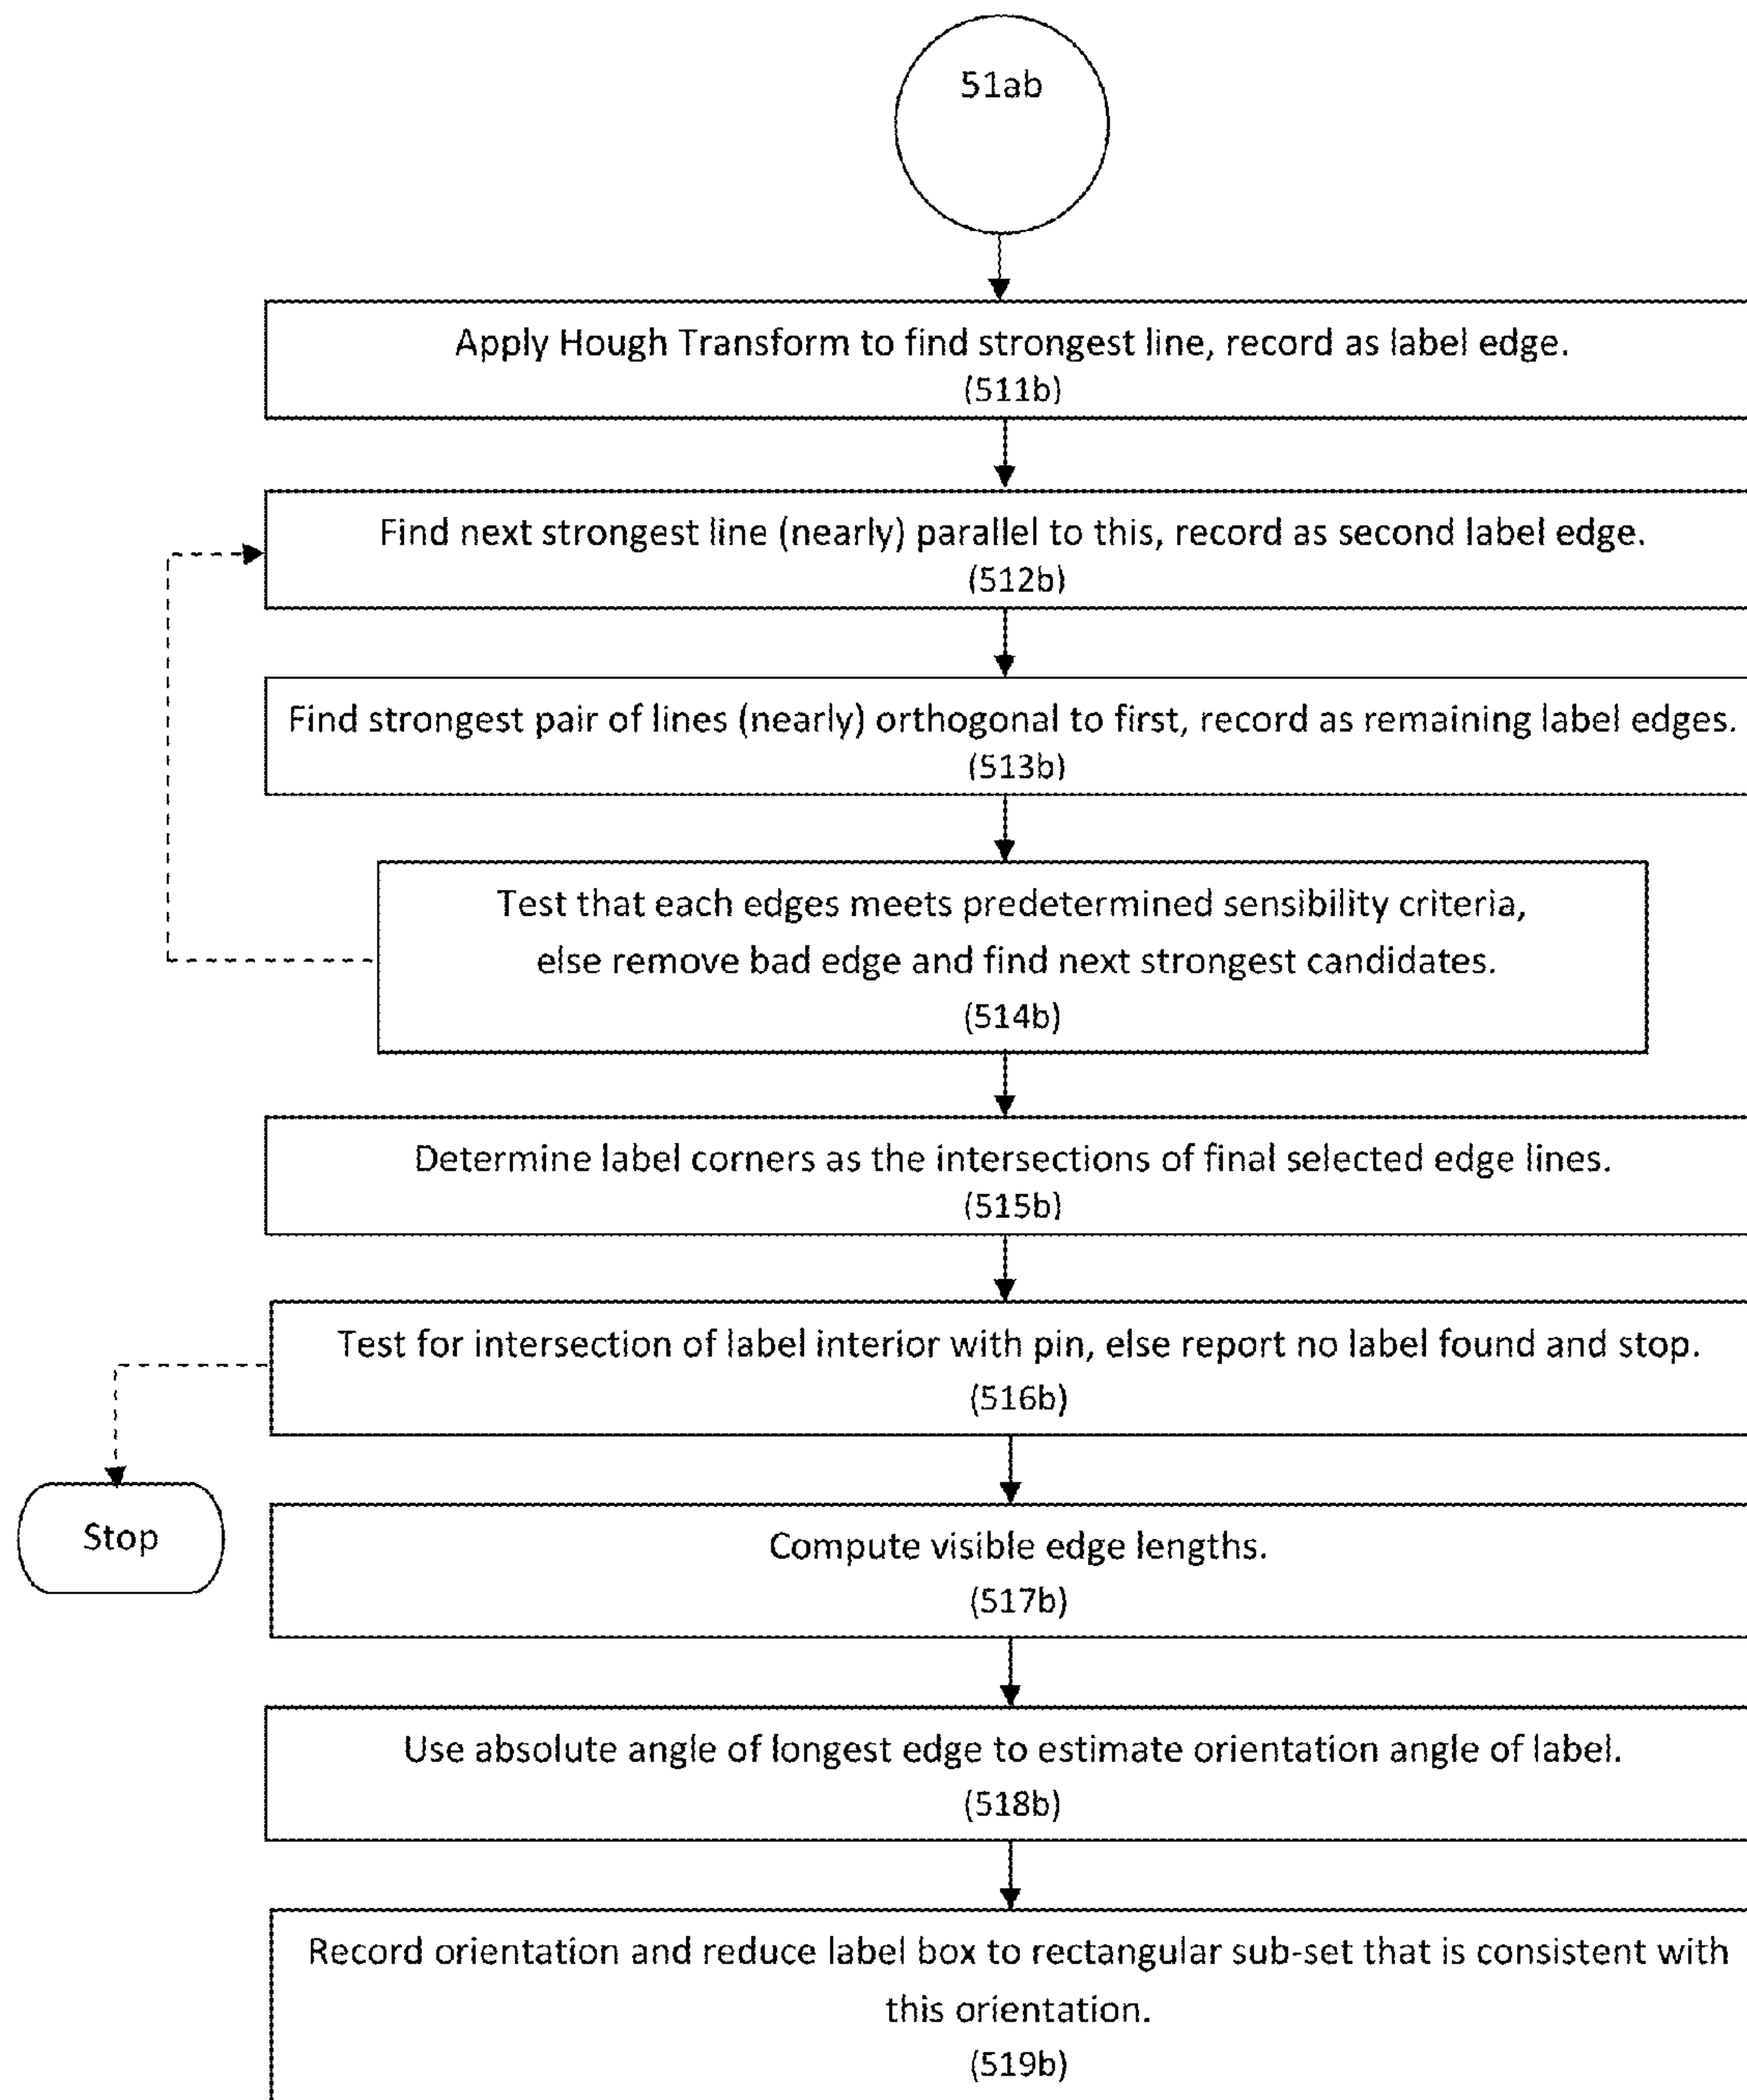 51ab
Apply Hough Transform to find strongest line, record as label edge.
(511b)
Find next strongest line (nearly) parallel to this, record as second label edge.
(512b)
Find strongest pair of lines (nearly) orthogonal to first, record as remaining label edges.
(513b)
Test that each edges meets predetermined sensibility criteria,
else remove bad edge and find next strongest candidates.
(514b)
Determine label corners as the intersections of final selected edge lines.
(515b)
Test for intersection of label interior with pin, else report no label found and stop.
(516b)
Stop
Compute visible edge lengths.
(517b)
Use absolute angle of longest edge to estimate orientation angle of label.
(518b)
Record orientation and reduce label box to rectangular sub-set that is consistent with
this orientation.
(519b)